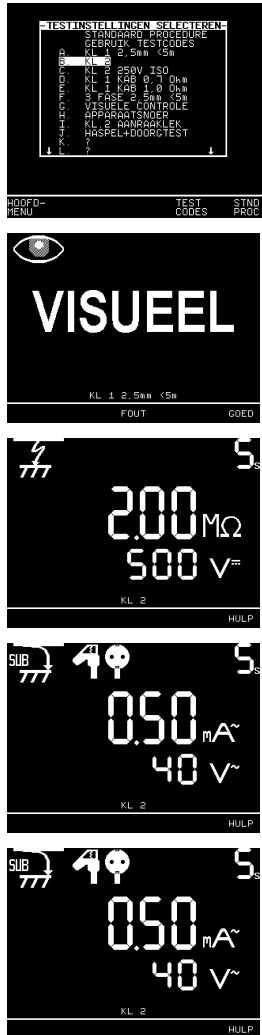 -TESTINSTELLINGEN SELECTEREN-
STANDAARD PROCEDURE
GEBRUIK TESTCODES
A. KL 1 2,5mm <5m
B. KL 2
C. KL 2 250V ISO
D. KL 1 KAB 0,7 Ohm
E. KL 1 KAB 1,0 Ohm
F. 3 FASE 2,5mm <5m
G. VISUELE CONTROLE
H. APPARAATSNOER
I. KL.2 AANRAAKLEK
J. HASPEL+DOORGTEST
K. ?
L. ?
HOOFD-
MENU
TEST
CODES
STND
PROC
VISUEEL
KL 1 2,5mm <5m
FOUT GOED
5s
2.00 MΩ
500 V
KL 2
HULP
SUB 5s
0.50 mA~
40 V~
KL 2
HULP
SUB 5s
0.50 mA~
40 V~
KL 2
HULP